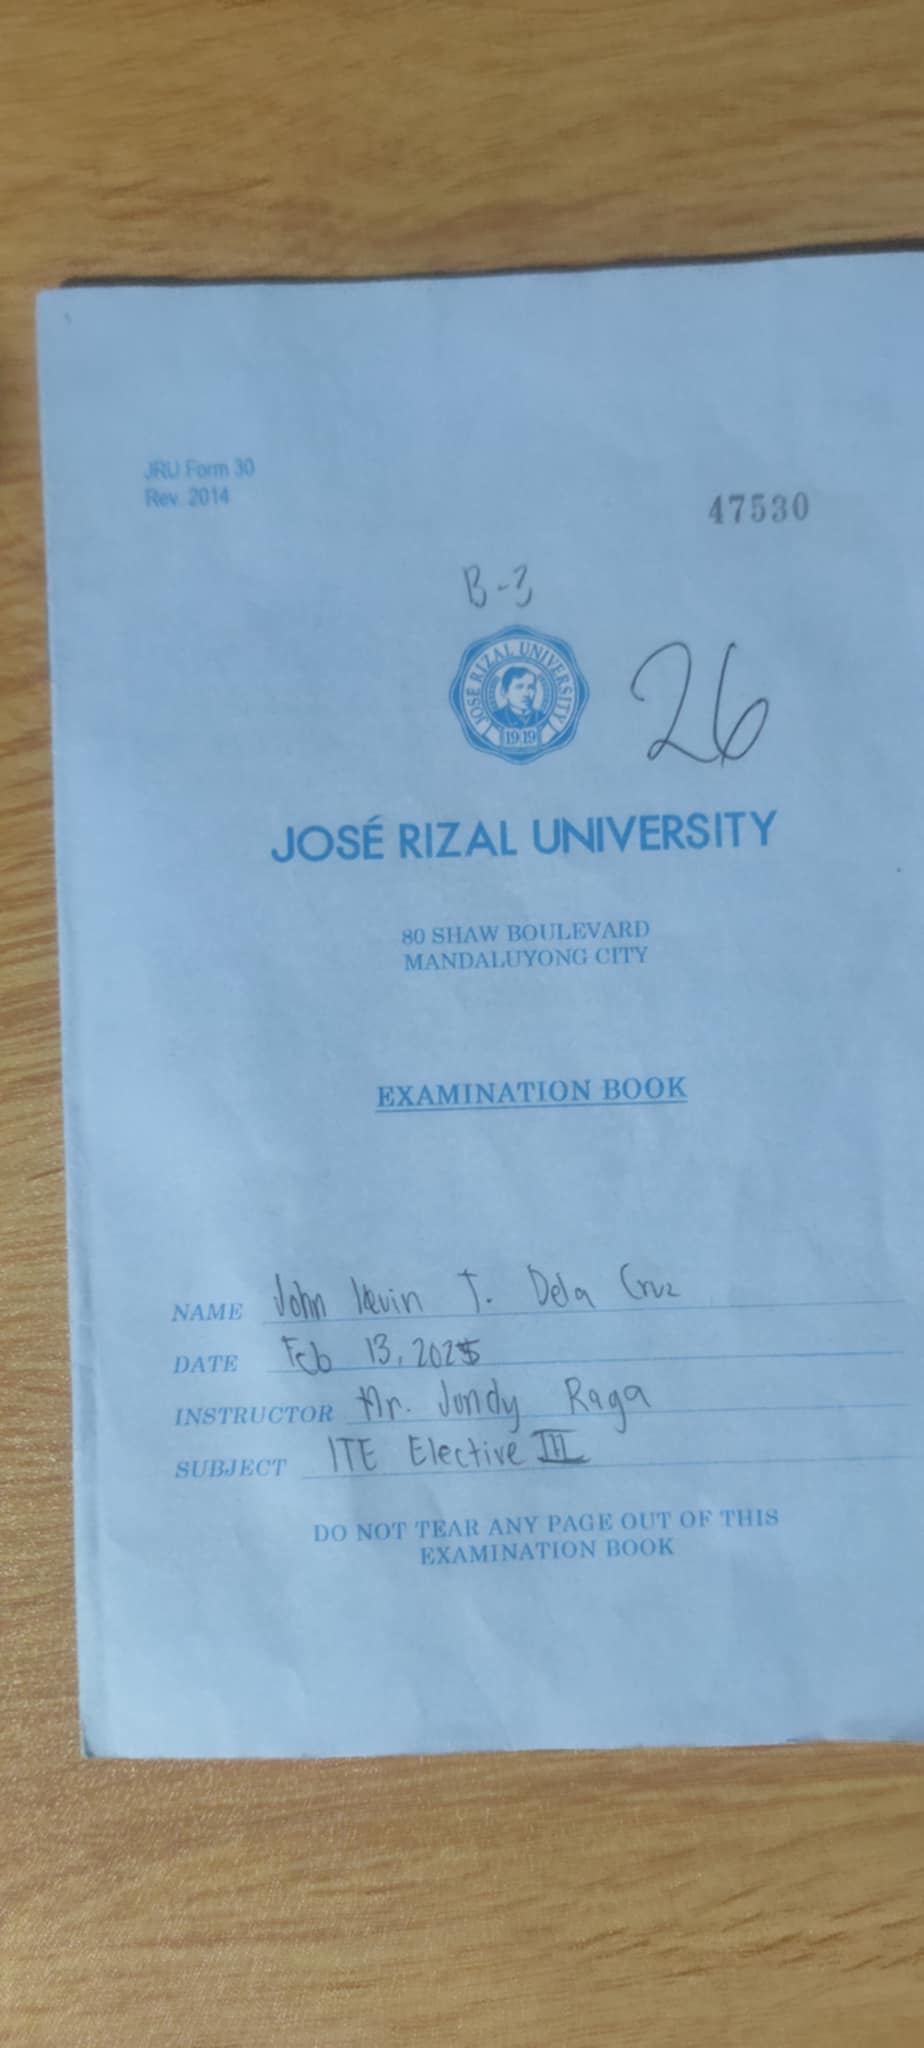 JRU Form 30
Rev. 2014
47530
B-3
JOSÉ RIZAL UNIVERSITY
1919
26
JOSÉ RIZAL UNIVERSITY
80 SHAW BOULEVARD
MANDALUYONG CITY
EXAMINATION BOOK
NAME John Kevin T. Dela Cruz
DATE Feb 13, 2025
INSTRUCTOR Mr. Jundy Raga
SUBJECT ITE Elective III
DO NOT TEAR ANY PAGE OUT OF THIS
EXAMINATION BOOK